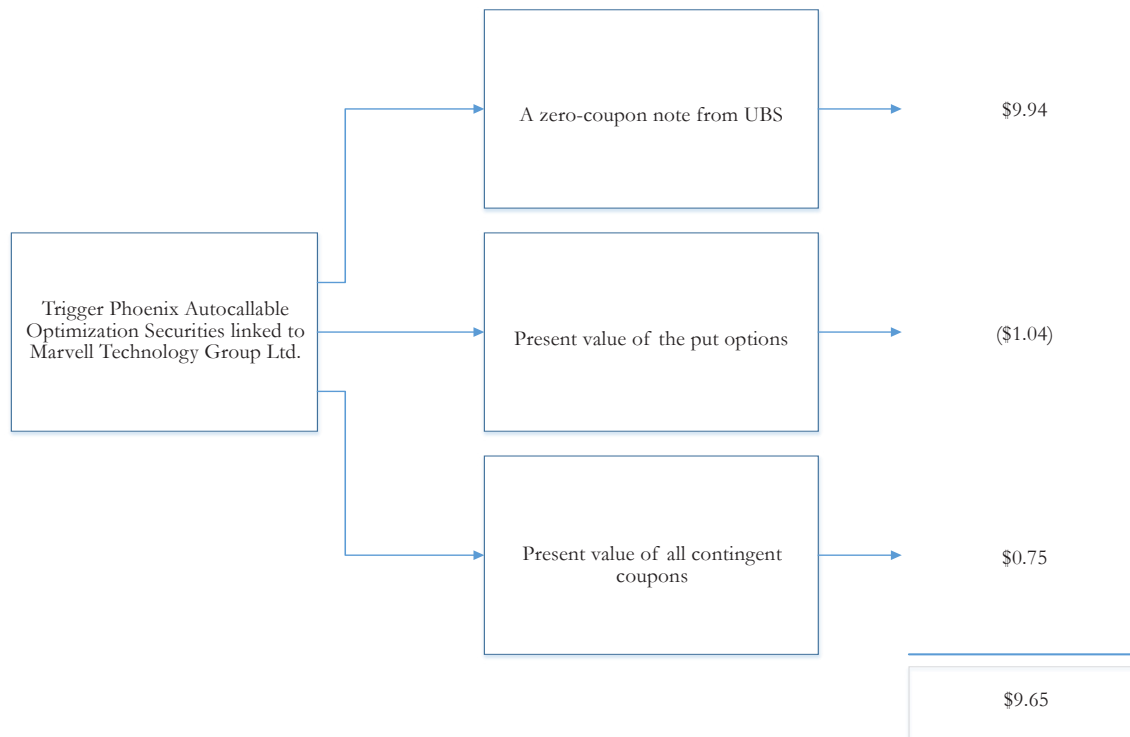 A zero-coupon note from UBS
$9.94
Trigger Phoenix Autocallable
Optimization Securities linked to
Marvell Technology Group Ltd.
Present value of the put options
($1.04)
Present value of all contingent
coupons
$0.75
$9.65